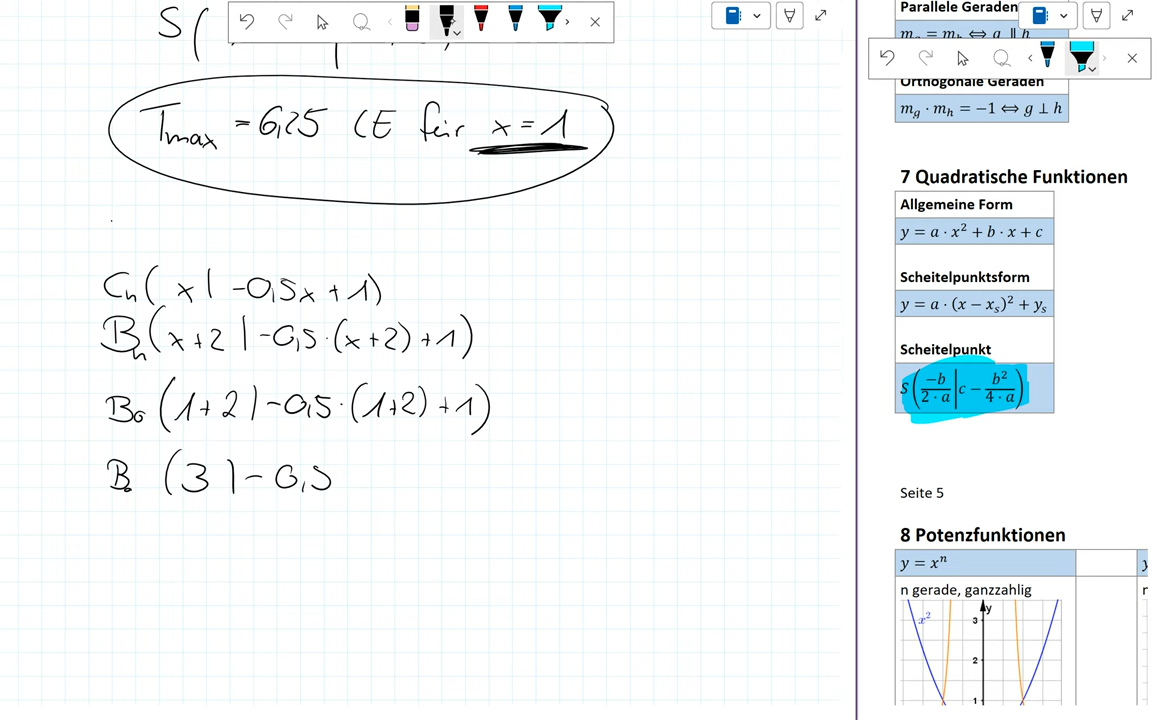 S(
Tmax = 6,25 LE für x = 1
Cn( x | -0,5x + 1)
Bn(x+2 | -0,5·(x+2) +1)
B0 (1+2 | -0,5·(1+2) +1)
B0 (3 | - 0,5
Parallele Geraden
mg = mh ⇔ g ∥ h
Orthogonale Geraden
mg · mh = −1 ⇔ g ⊥ h
7 Quadratische Funktionen
Allgemeine Form
y = a · x² + b · x + c
Scheitelpunktsform
y = a · (x − xs)² + ys
Scheitelpunkt
S(−b/2·a | c − b²/4·a)
Seite 5
8 Potenzfunktionen
y = xⁿ
y
n gerade, ganzzahlig
n
y
x²
3
2
1